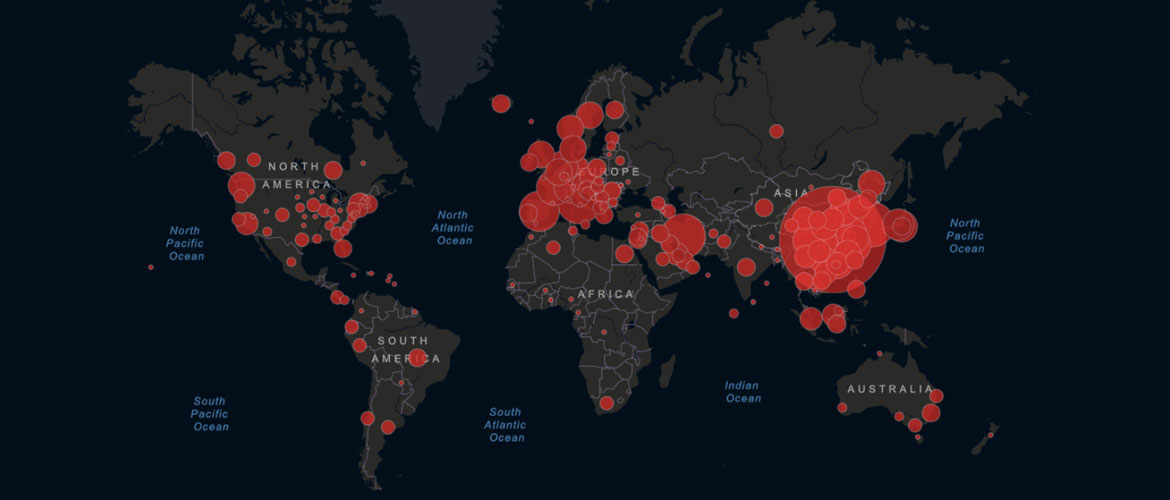 NORTH
AMERICA
EUROPE
ASIA
North
Pacific
Ocean
North
Atlantic
Ocean
North
Pacific
Ocean
AFRICA
SOUTH
AMERICA
South
Pacific
Ocean
South
Atlantic
Ocean
Indian
Ocean
AUSTRALIA